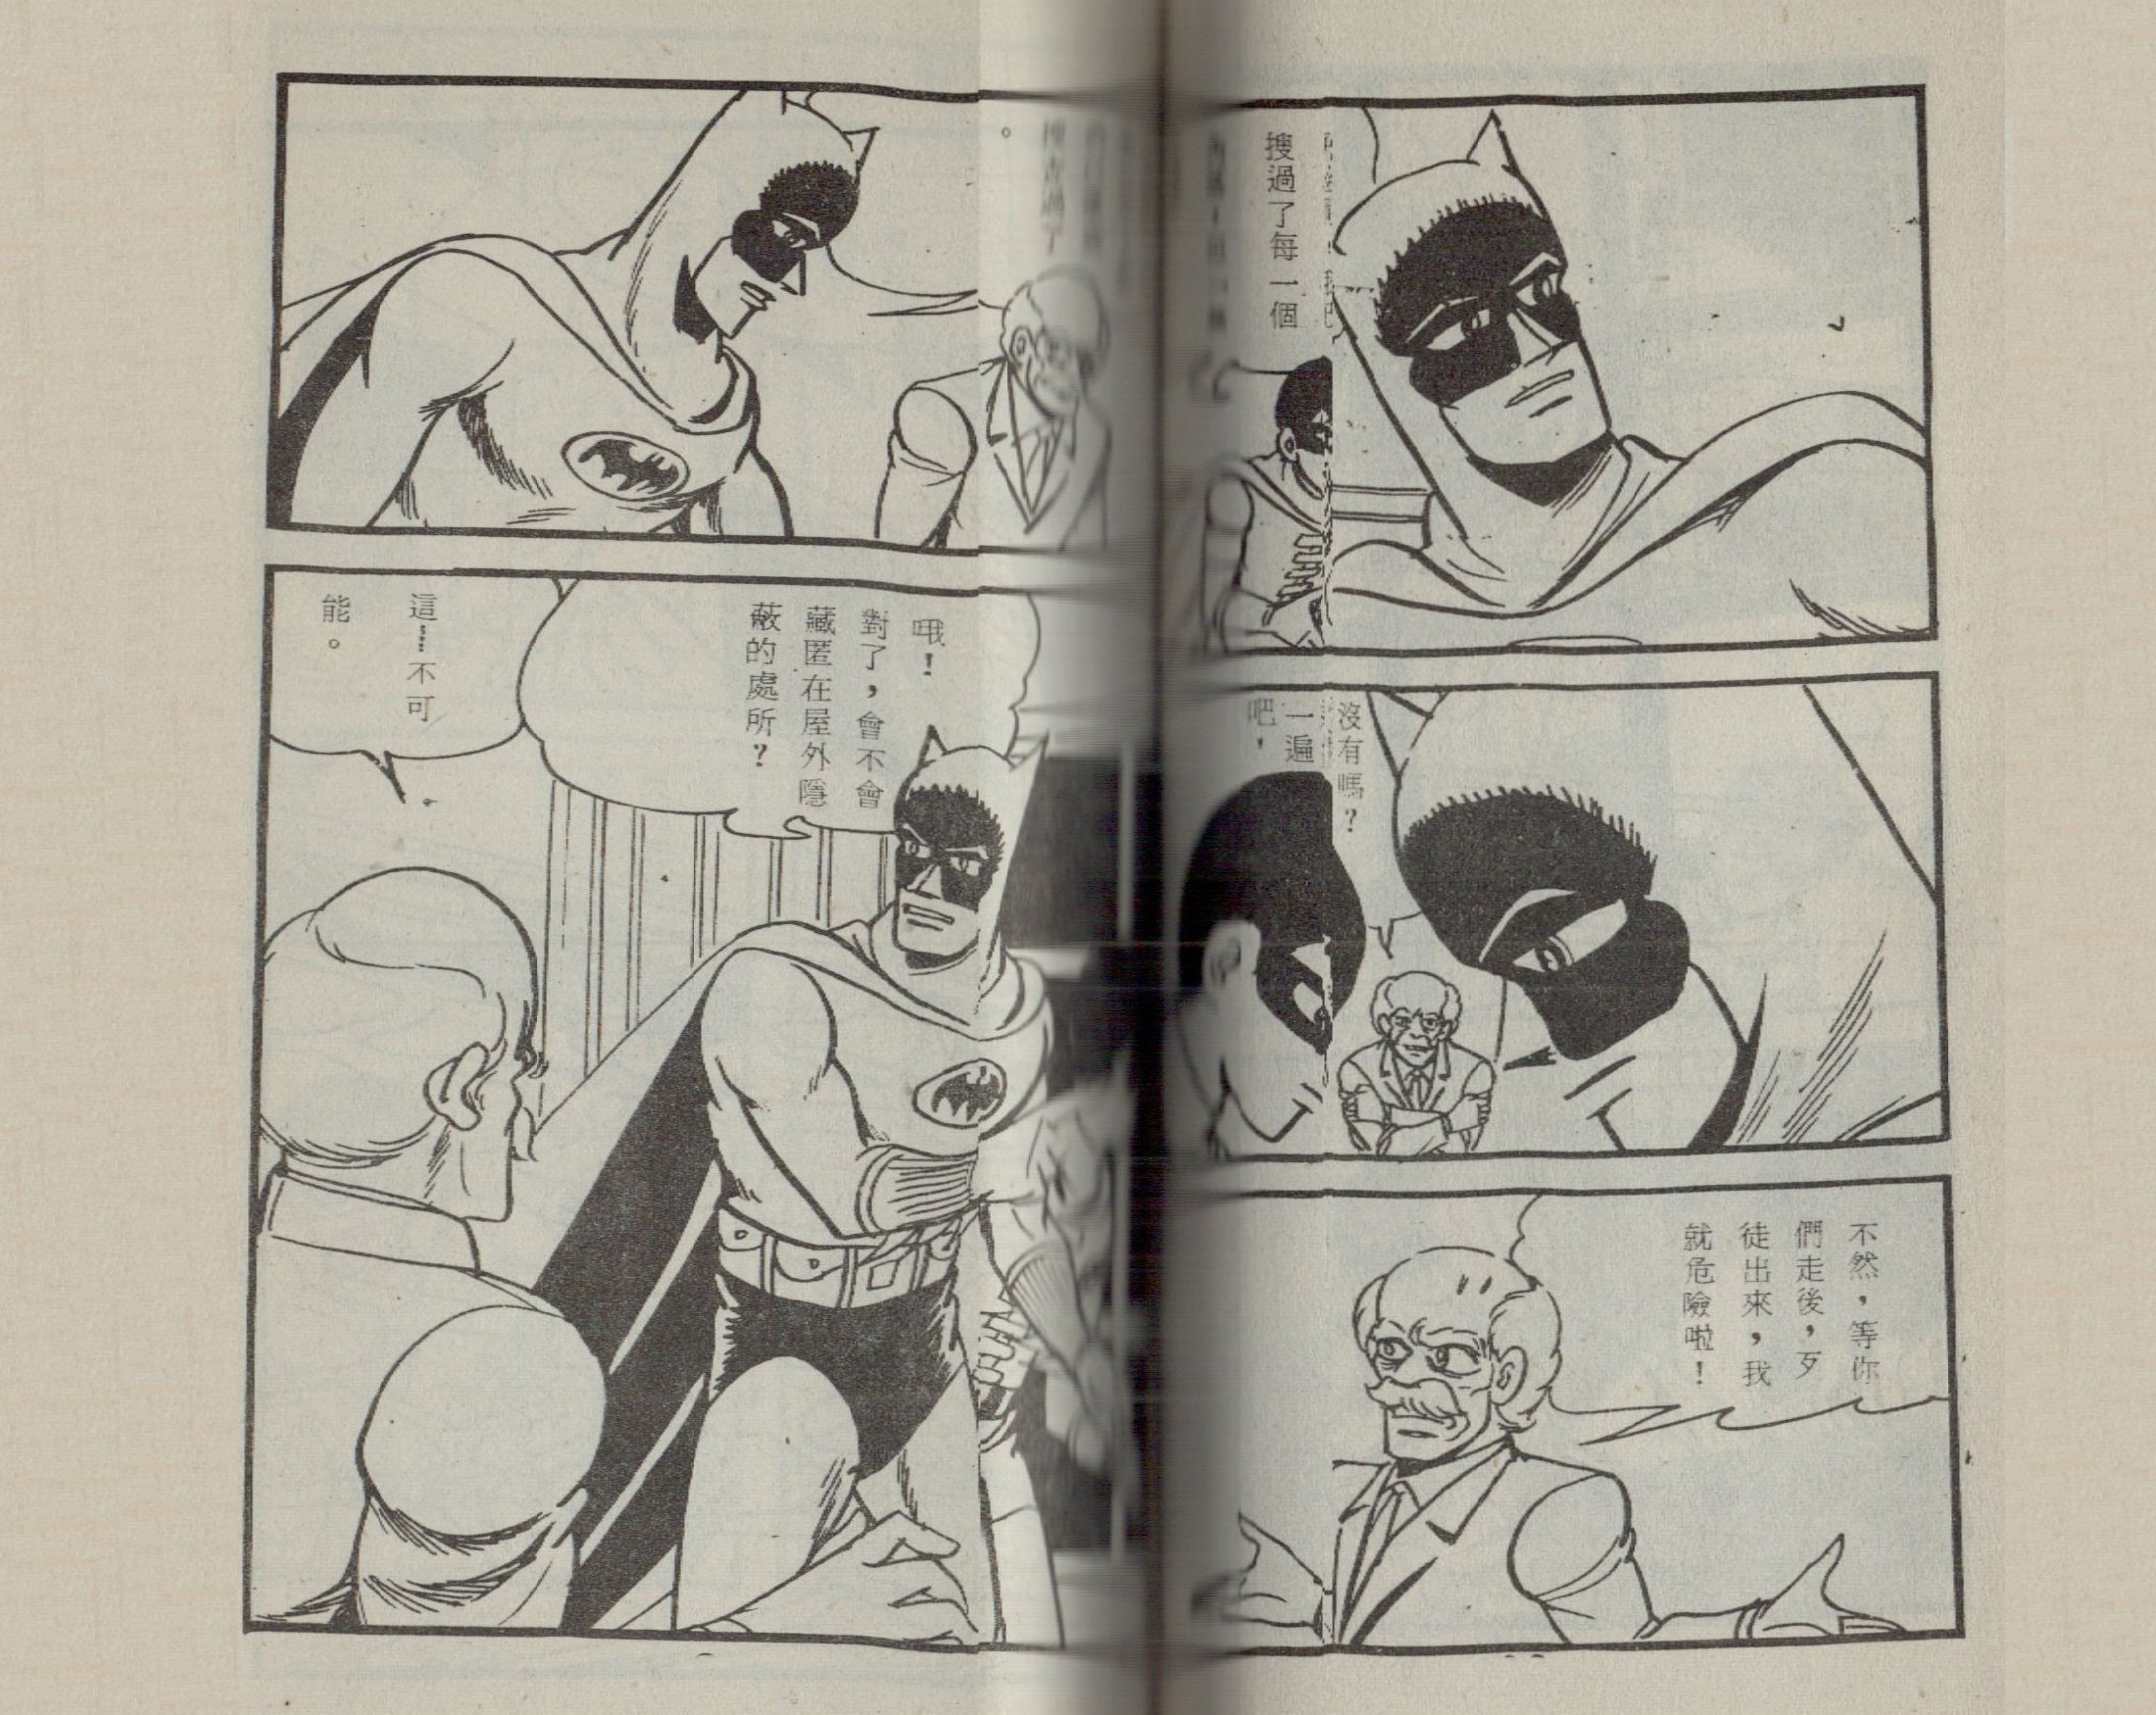 搜過了每一個
沒有嗎？
一遍
吧，
不然，等你
們走後，歹
徒出來，我
就危險啦！
哦！
對了，會不會
藏匿在屋外隱
蔽的處所？
這┅不可
能。